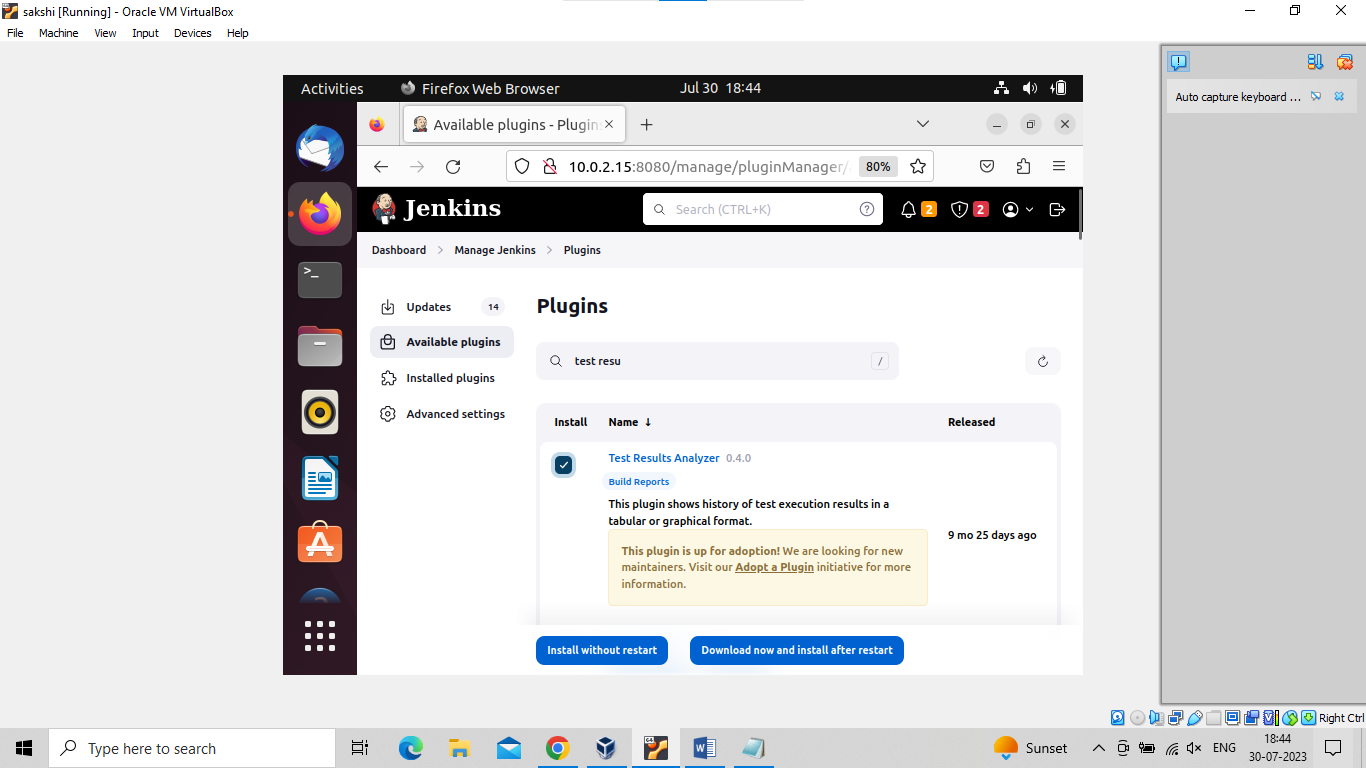 sakshi [Running] - Oracle VM VirtualBox
File Machine View Input Devices Help
Auto capture keyboard ...
Activities Firefox Web Browser Jul 30 18:44
Available plugins - Plugins
10.0.2.15:8080/manage/pluginManager/ 80%
Jenkins Search (CTRL+K) ? 2 2
Dashboard > Manage Jenkins > Plugins
Updates 14
Available plugins
Installed plugins
Advanced settings
Plugins
test resu /
Install Name ↓ Released
Test Results Analyzer 0.4.0
Build Reports
This plugin shows history of test execution results in a
tabular or graphical format.
9 mo 25 days ago
This plugin is up for adoption! We are looking for new
maintainers. Visit our Adopt a Plugin initiative for more
information.
Install without restart Download now and install after restart
Right Ctrl
Type here to search
Sunset
ENG
18:44
30-07-2023